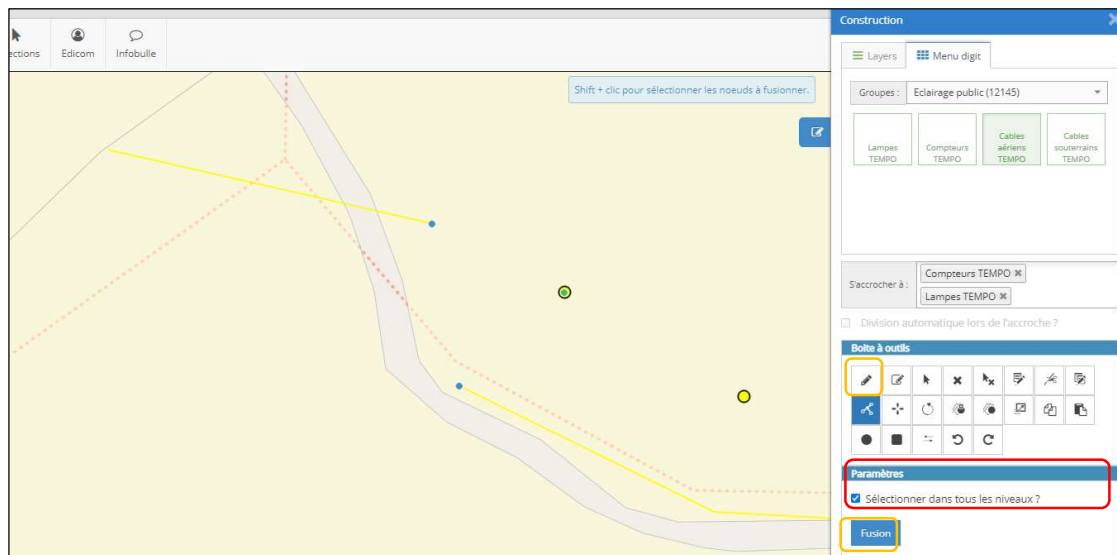 Construction
ections
Edicom
Infobulle
Layers
Menu digit
Shift + clic pour sélectionner les noeuds à fusionner.
Groupes :
Eclairage public (12145)
Lampes
TEMPO
Compteurs
TEMPO
Cables
aériens
TEMPO
Cables
souterrains
TEMPO
S'accrocher à :
Compteurs TEMPO
Lampes TEMPO
Division automatique lors de l'accroche ?
Boite à outils
Paramètres
Sélectionner dans tous les niveaux ?
Fusion